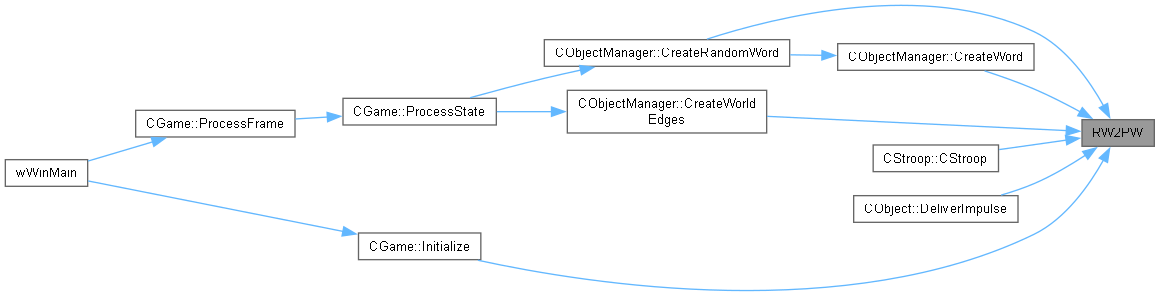 CObjectManager::CreateRandomWord
CObjectManager::CreateWord
CGame::ProcessState
CObjectManager::CreateWorld
Edges
CGame::ProcessFrame
RW2PW
CStroop::CStroop
wWinMain
CObject::DeliverImpulse
CGame::Initialize